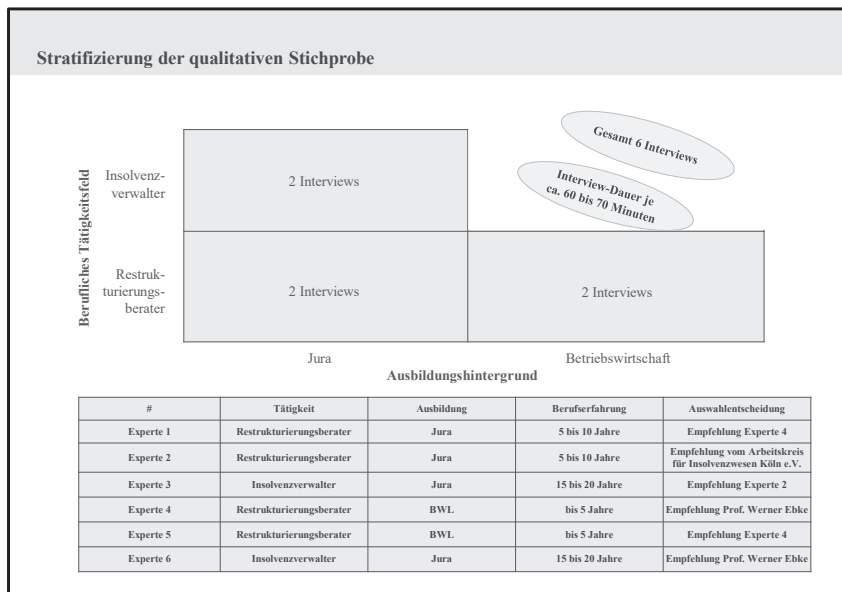 Stratifizierung der qualitativen Stichprobe
Gesamt 6 Interviews
Interview-Dauer je
ca. 60 bis 70 Minuten
Berufliches Tätigkeitsfeld
Insolvenz-
verwalter
2 Interviews
Restruk-
turierungs-
berater
2 Interviews
2 Interviews
Jura
Betriebswirtschaft
Ausbildungshintergrund
# Tätigkeit Ausbildung Berufserfahrung Auswahlentscheidung
Experte 1 Restrukturierungsberater Jura 5 bis 10 Jahre Empfehlung Experte 4
Experte 2 Restrukturierungsberater Jura 5 bis 10 Jahre Empfehlung vom Arbeitskreis
für Insolvenzwesen Köln e.V.
Experte 3 Insolvenzverwalter Jura 15 bis 20 Jahre Empfehlung Experte 2
Experte 4 Restrukturierungsberater BWL bis 5 Jahre Empfehlung Prof. Werner Ebke
Experte 5 Restrukturierungsberater BWL bis 5 Jahre Empfehlung Experte 4
Experte 6 Insolvenzverwalter Jura 15 bis 20 Jahre Empfehlung Prof. Werner Ebke